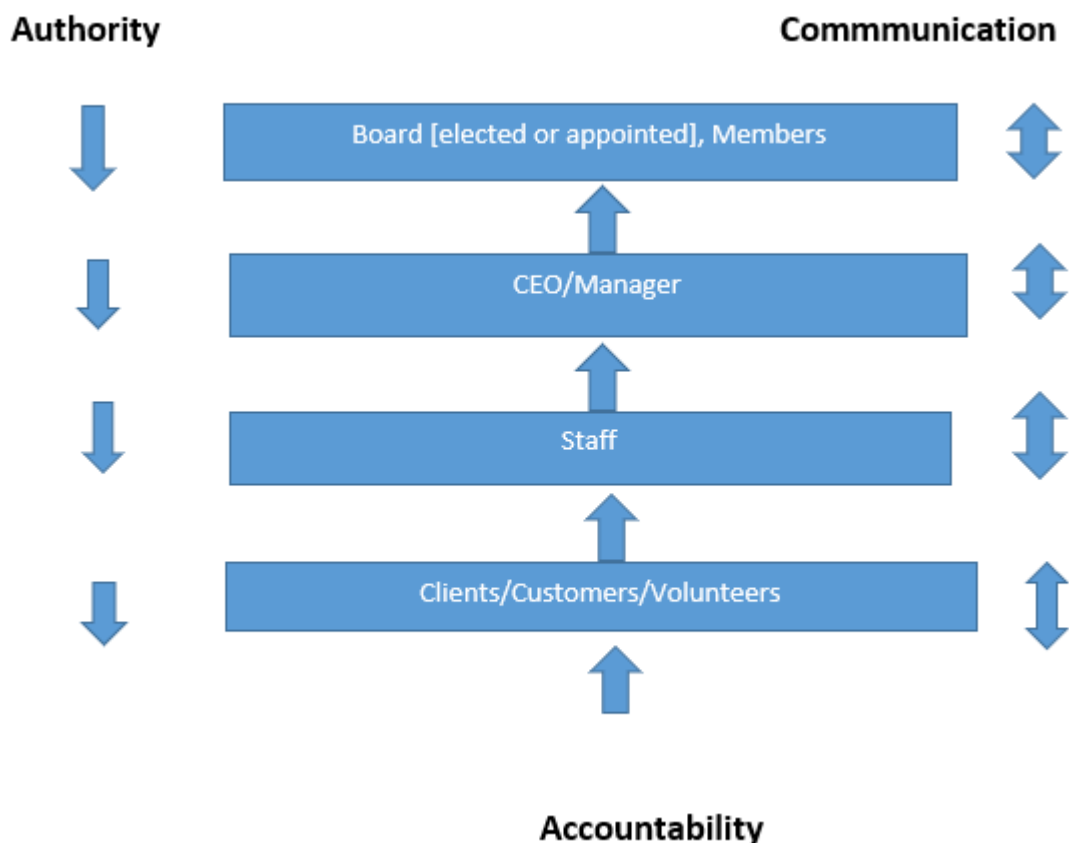 Authority
Commmunication
Board [elected or appointed], Members
CEO/Manager
Staff
Clients/Customers/Volunteers
Accountability